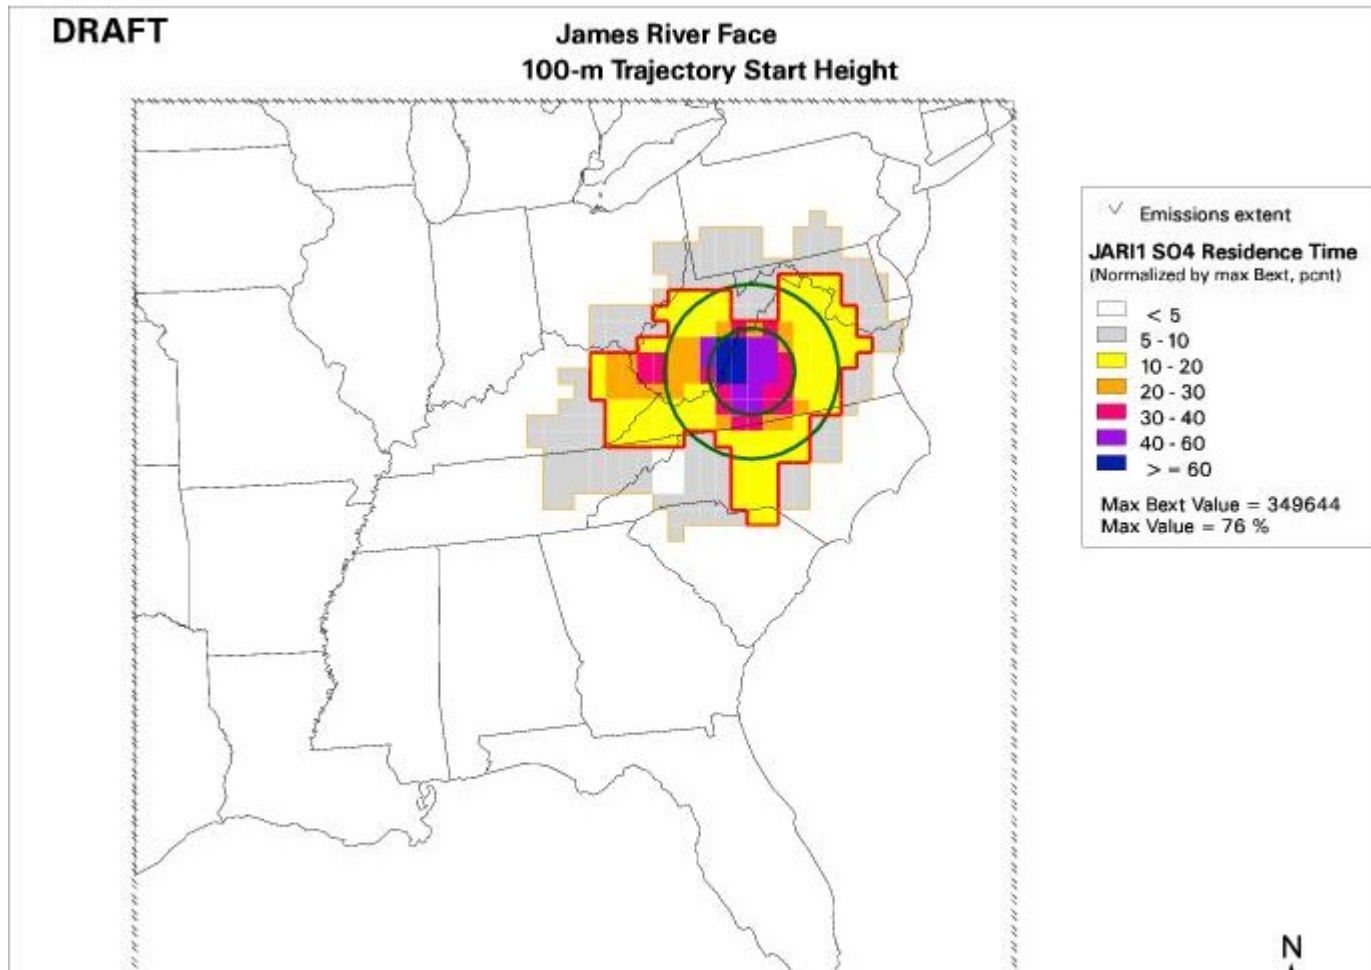 DRAFT
James River Face
100-m Trajectory Start Height
Emissions extent
JARI1 SO4 Residence Time
(Normalized by max Bext, pcnt)
< 5
5 - 10
10 - 20
20 - 30
30 - 40
40 - 60
> = 60
Max Bext Value = 349644
Max Value = 76 %
N